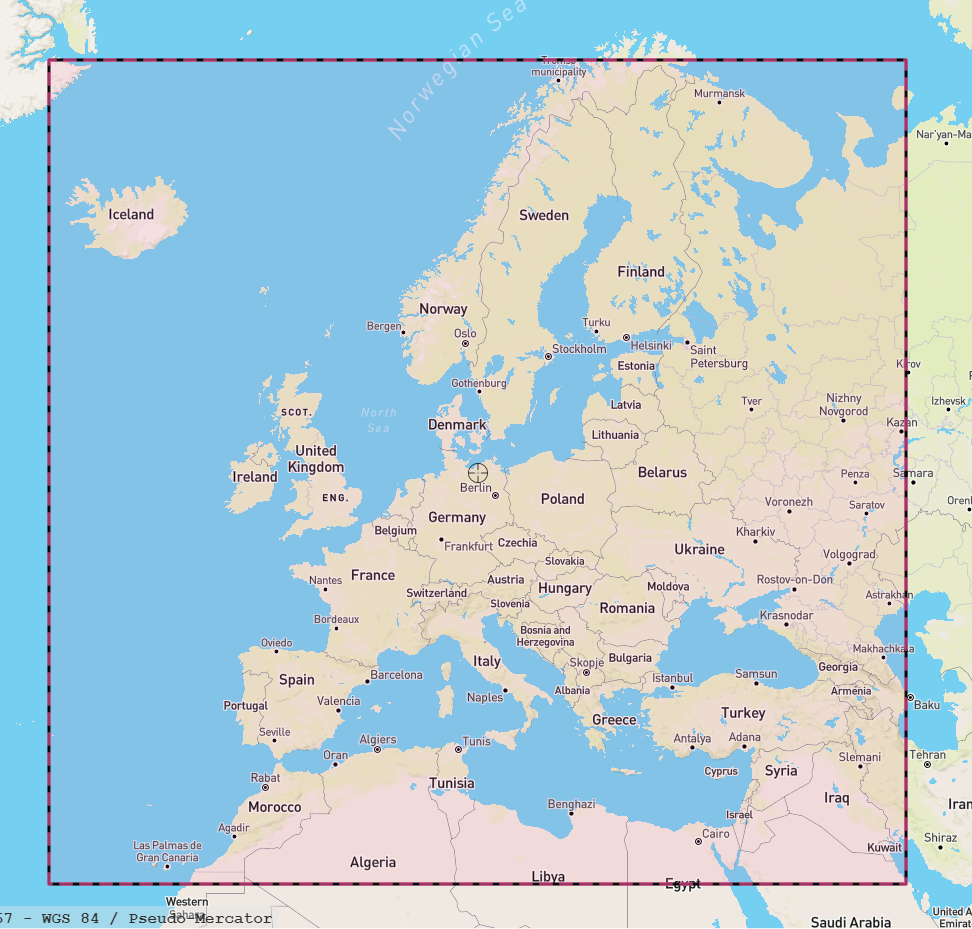 Norwegian Sea
Tromsø
municipality
Murmansk
Nar'yan-Ma
Iceland
Sweden
Finland
Norway
Bergen
Oslo
Turku
Helsinki
Stockholm
Saint
Petersburg
Estonia
Kirov
Gothenburg
SCOT.
North
Sea
Denmark
Latvia
Lithuania
Tver
Nizhny
Novgorod
Izhevsk
Kazan
United
Kingdom
Ireland
ENG.
Berlin
Poland
Belarus
Penza
Samara
Voronezh
Saratov
Oren
Belgium
Germany
Frankfurt
Czechia
Ukraine
Kharkiv
Volgograd
Slovakia
Nantes
France
Switzerland
Austria
Hungary
Moldova
Rostov-on-Don
Astrakhan
Slovenia
Romania
Krasnodar
Bordeaux
Bosnia and
Herzegovina
Oviedo
Italy
Skopje
Bulgaria
Makhachkala
Georgia
Spain
Barcelona
Naples
Albania
Istanbul
Samsun
Armenia
Baku
Portugal
Valencia
Greece
Turkey
Seville
Algiers
Tunis
Antalya
Adana
Oran
Slemani
Tehran
Rabat
Tunisia
Cyprus
Syria
Morocco
Benghazi
Iraq
Iran
Agadir
Israel
Cairo
Shiraz
Las Palmas de
Gran Canaria
Algeria
Kuwait
Libya
Egypt
Western
Sahara
57 - WGS 84 / Pseudo-Mercator
Saudi Arabia
United A
Emirat